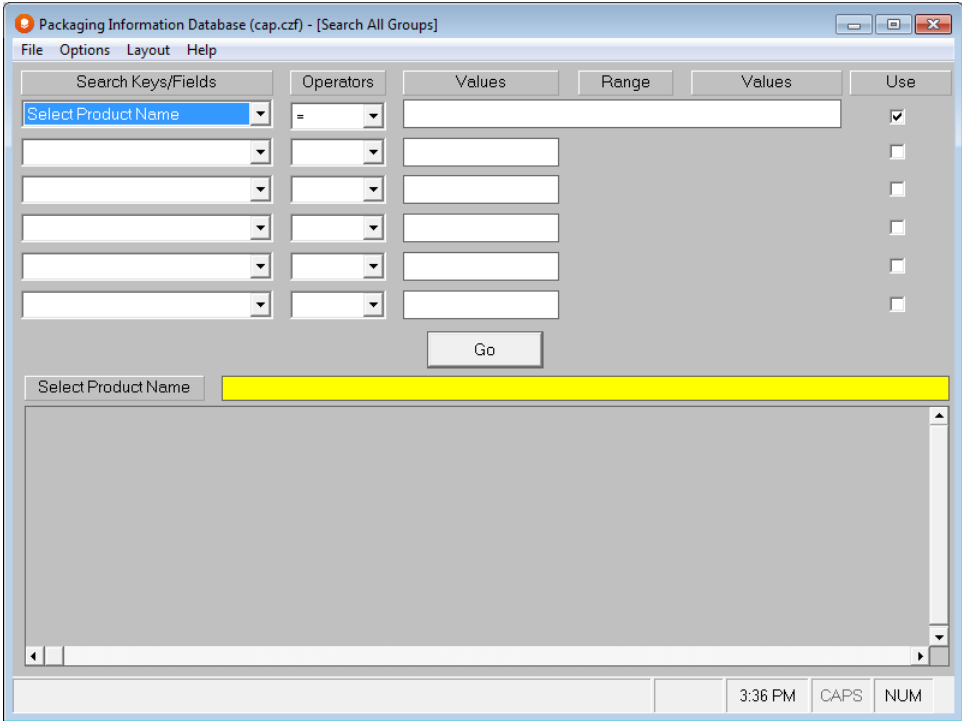 Packaging Information Database (cap.czf) - [Search All Groups]
File Options Layout Help
Search Keys/Fields Operators Values Range Values Use
Select Product Name =
Go
Select Product Name
3:36 PM CAPS NUM